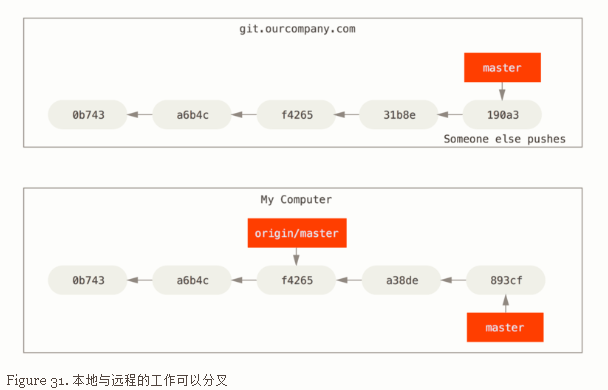 git.ourcompany.com
master
0b743 a6b4c f4265 31b8e 190a3
Someone else pushes
My Computer
origin/master
0b743 a6b4c f4265 a38de 893cf
master
Figure 31. 本地与远程的工作可以分叉